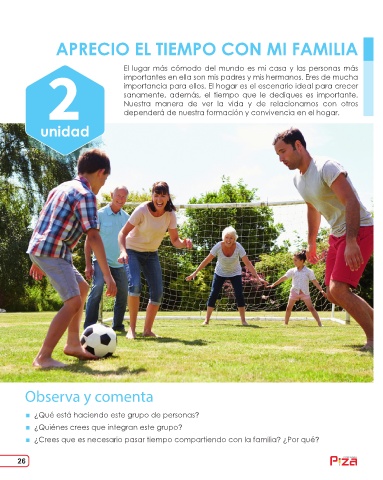 APRECIO EL TIEMPO CON MI FAMILIA
El lugar más cómodo del mundo es mi casa y las personas más
importantes en ella son mis padres y mis hermanos. Eres de mucha
importancia para ellos. El hogar es el escenario ideal para crecer
sanamente, además, el tiempo que le dediques es importante.
Nuestra manera de ver la vida y de relacionarnos con otros
dependerá de nuestra formación y convivencia en el hogar.
2
unidad
Observa y comenta
¿Qué está haciendo este grupo de personas?
¿Quiénes crees que integran este grupo?
¿Crees que es necesario pasar tiempo compartiendo con la familia? ¿Por qué?
26